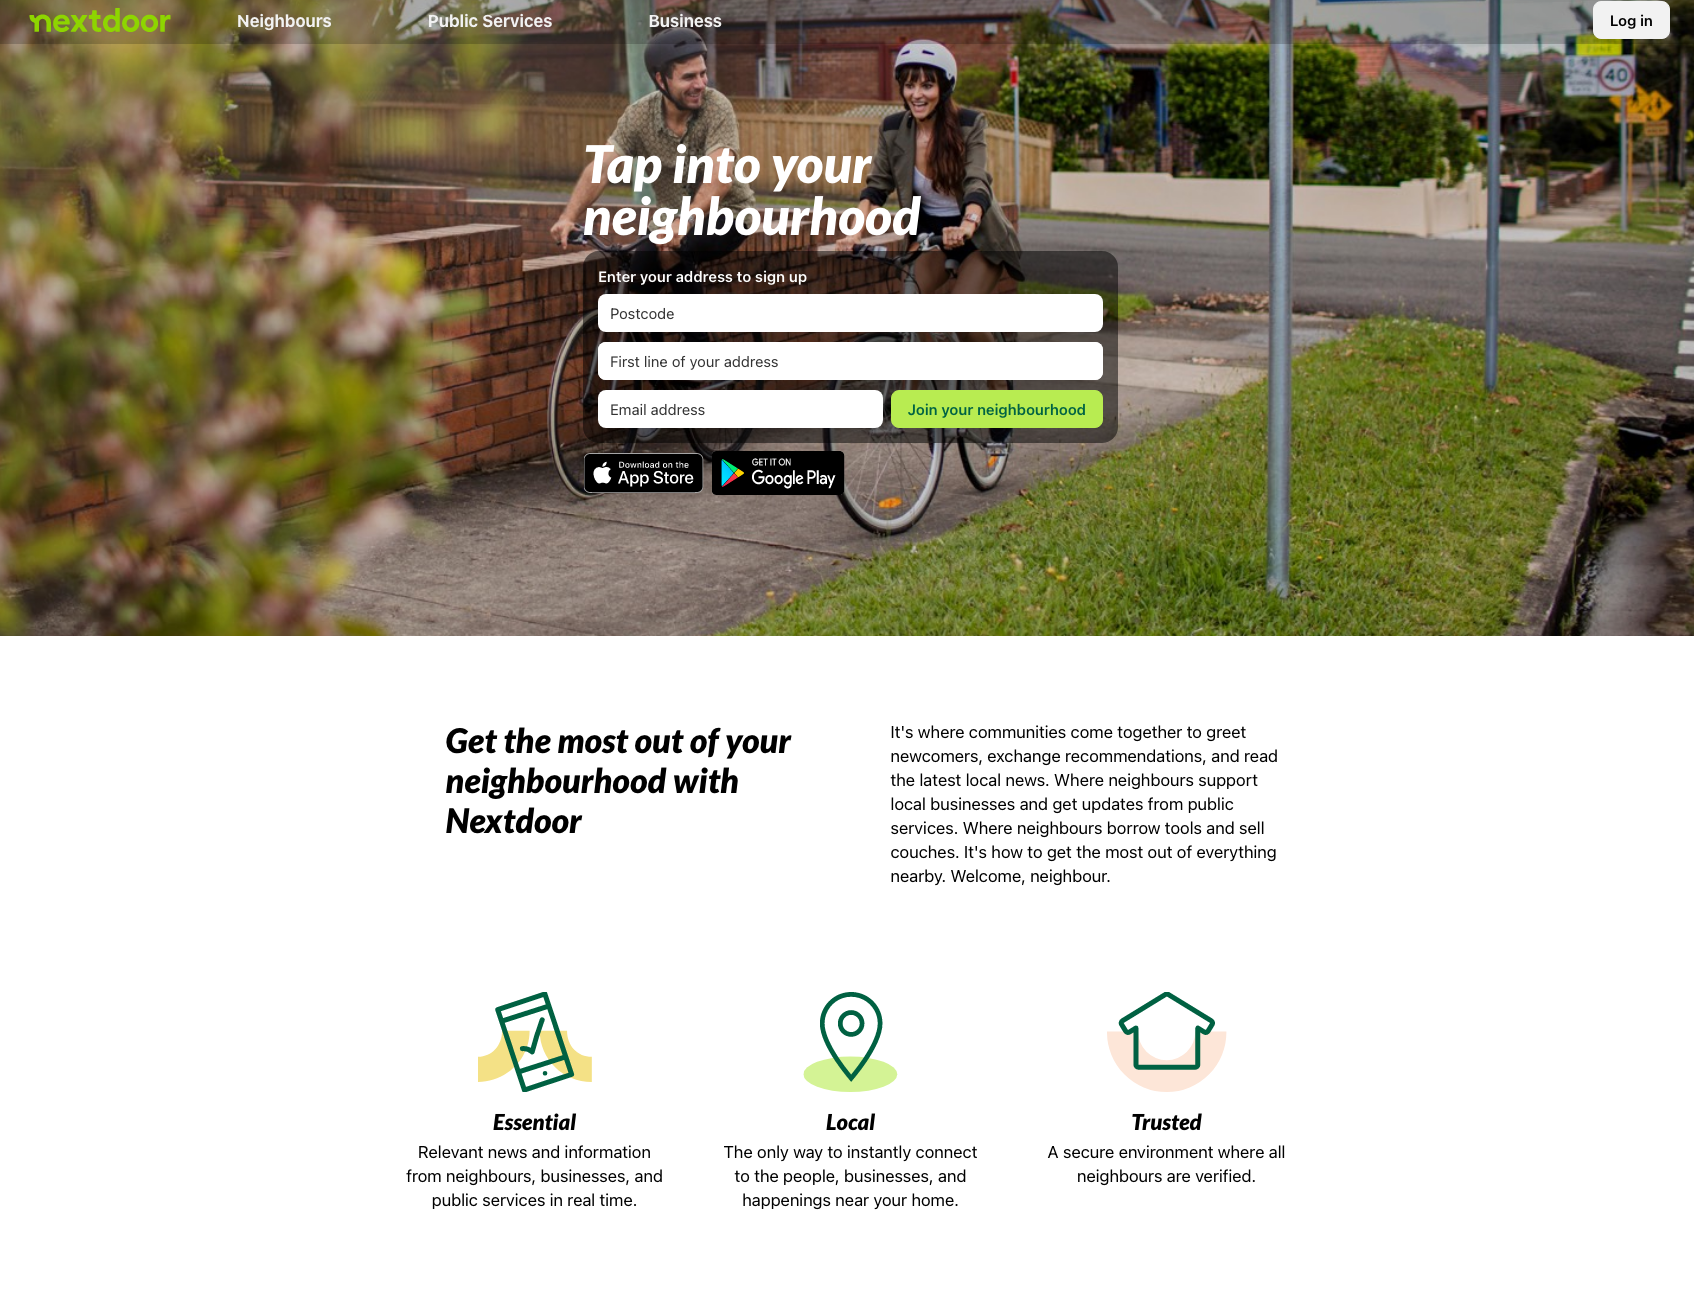 nextdoor
Neighbours
Public Services
Business
Log in
40
Tap into your
neighbourhood
Enter your address to sign up
Postcode
First line of your address
Email address
Join your neighbourhood
Download on the
App Store
GET IT ON
Google Play
Get the most out of your
neighbourhood with
Nextdoor
It's where communities come together to greet
newcomers, exchange recommendations, and read
the latest local news. Where neighbours support
local businesses and get updates from public
services. Where neighbours borrow tools and sell
couches. It's how to get the most out of everything
nearby. Welcome, neighbour.
Essential
Relevant news and information
from neighbours, businesses, and
public services in real time.
Local
The only way to instantly connect
to the people, businesses, and
happenings near your home.
Trusted
A secure environment where all
neighbours are verified.